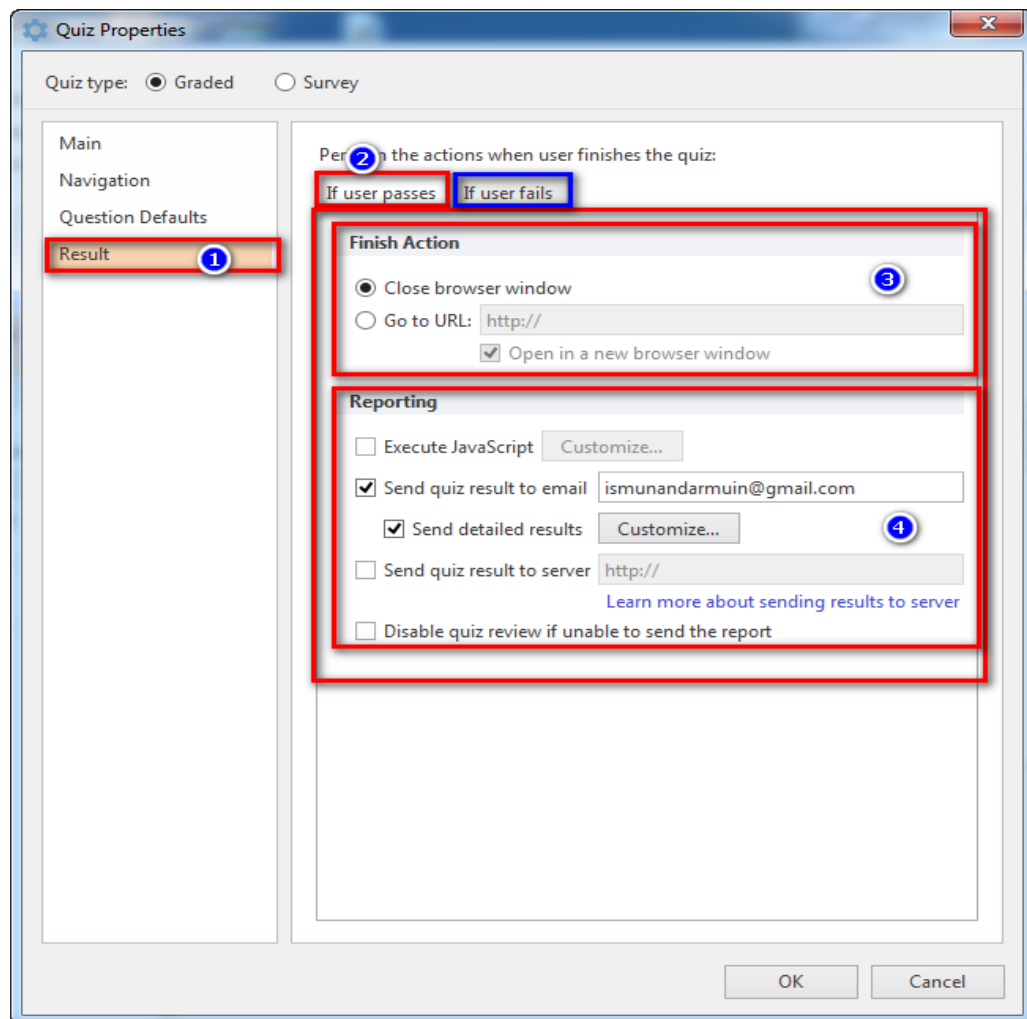 Quiz Properties
x
Quiz type: Graded Survey
Main
Navigation
Question Defaults
Result 1
2
the actions when user finishes the quiz:
If user passes If user fails
Finish Action
3
Close browser window
Go to URL: http://
Open in a new browser window
Reporting
Execute JavaScript Customize...
Send quiz result to email ismunandarmuin@gmail.com
Send detailed results Customize... 4
Send quiz result to server http://
Learn more about sending results to server
Disable quiz review if unable to send the report
OK Cancel